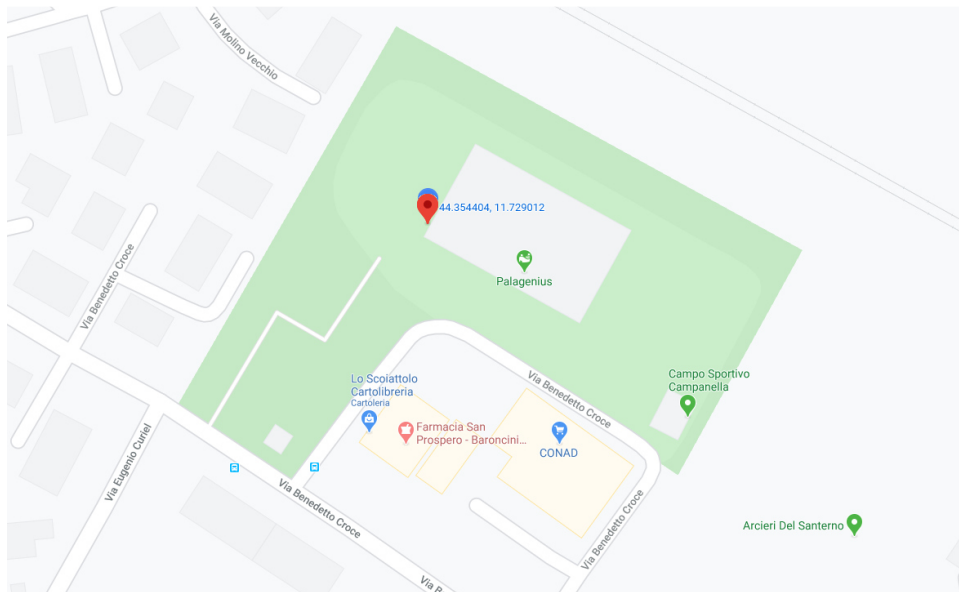 Via Molino Vecchio
44.354404, 11.729012
Palagenius
Via Benedetto Croce
Via Benedetto Croce
Lo Scoiattolo
Cartolibreria
Cartoleria
Campo Sportivo
Campanella
Farmacia San
Prospero - Baroncini...
CONAD
Via Eugenio Curiel
Via Benedetto Croce
Via Benedetto Croce
Arcieri Del Santerno